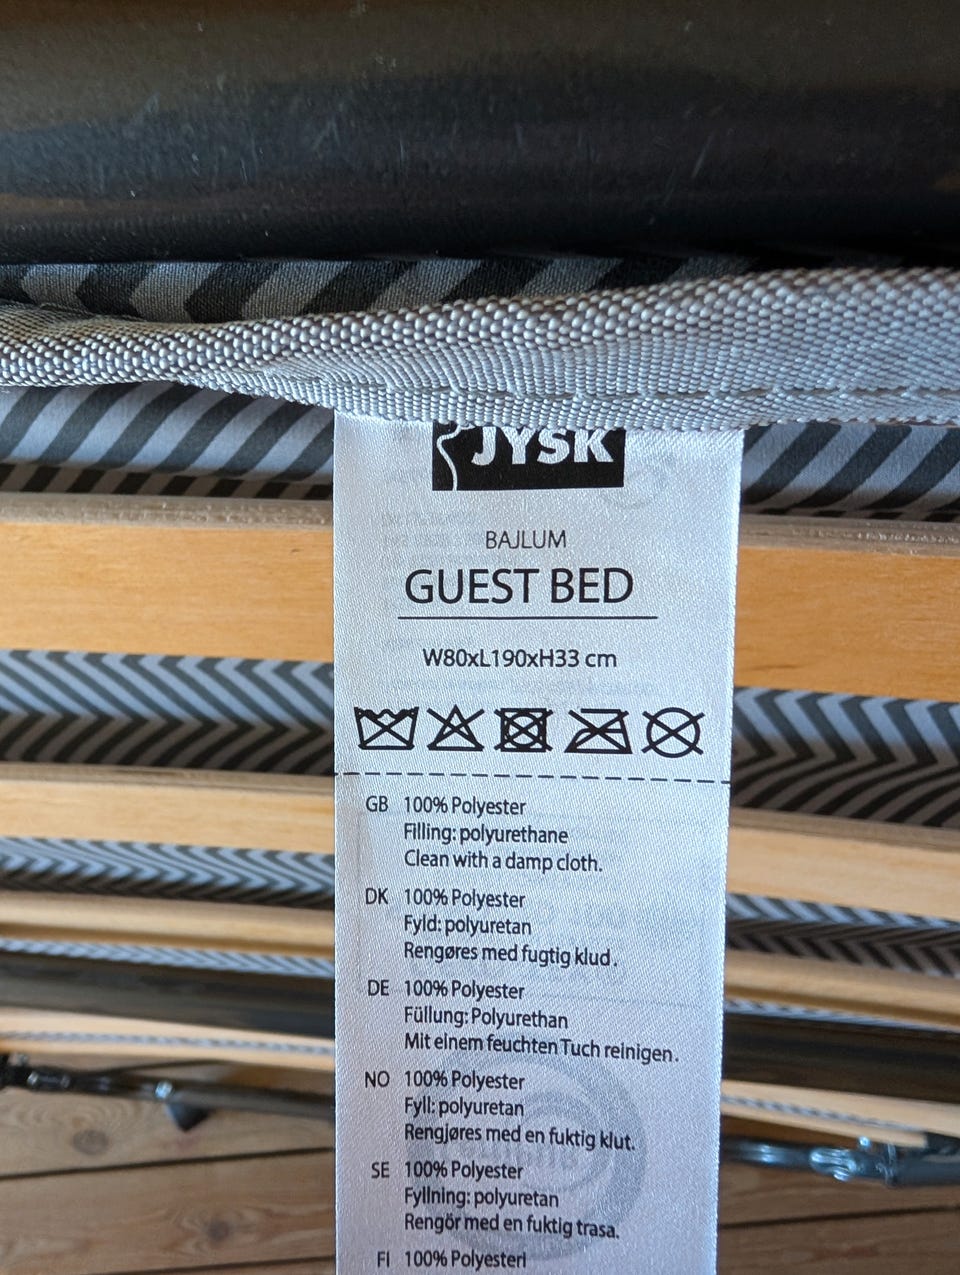 JYSK
BAJLUM
GUEST BED
W80xL190xH33 cm
GB 100% Polyester
Filling: polyurethane
Clean with a damp cloth.
DK 100% Polyester
Fyld: polyuretan
Rengøres med fugtig klud.
DE 100% Polyester
Füllung: Polyurethan
Mit einem feuchten Tuch reinigen.
NO 100% Polyester
Fyll: polyuretan
Rengjøres med en fuktig klut.
SE 100% Polyester
Fyllning: polyuretan
Rengör med en fuktig trasa.
FI 100% Polyesteri